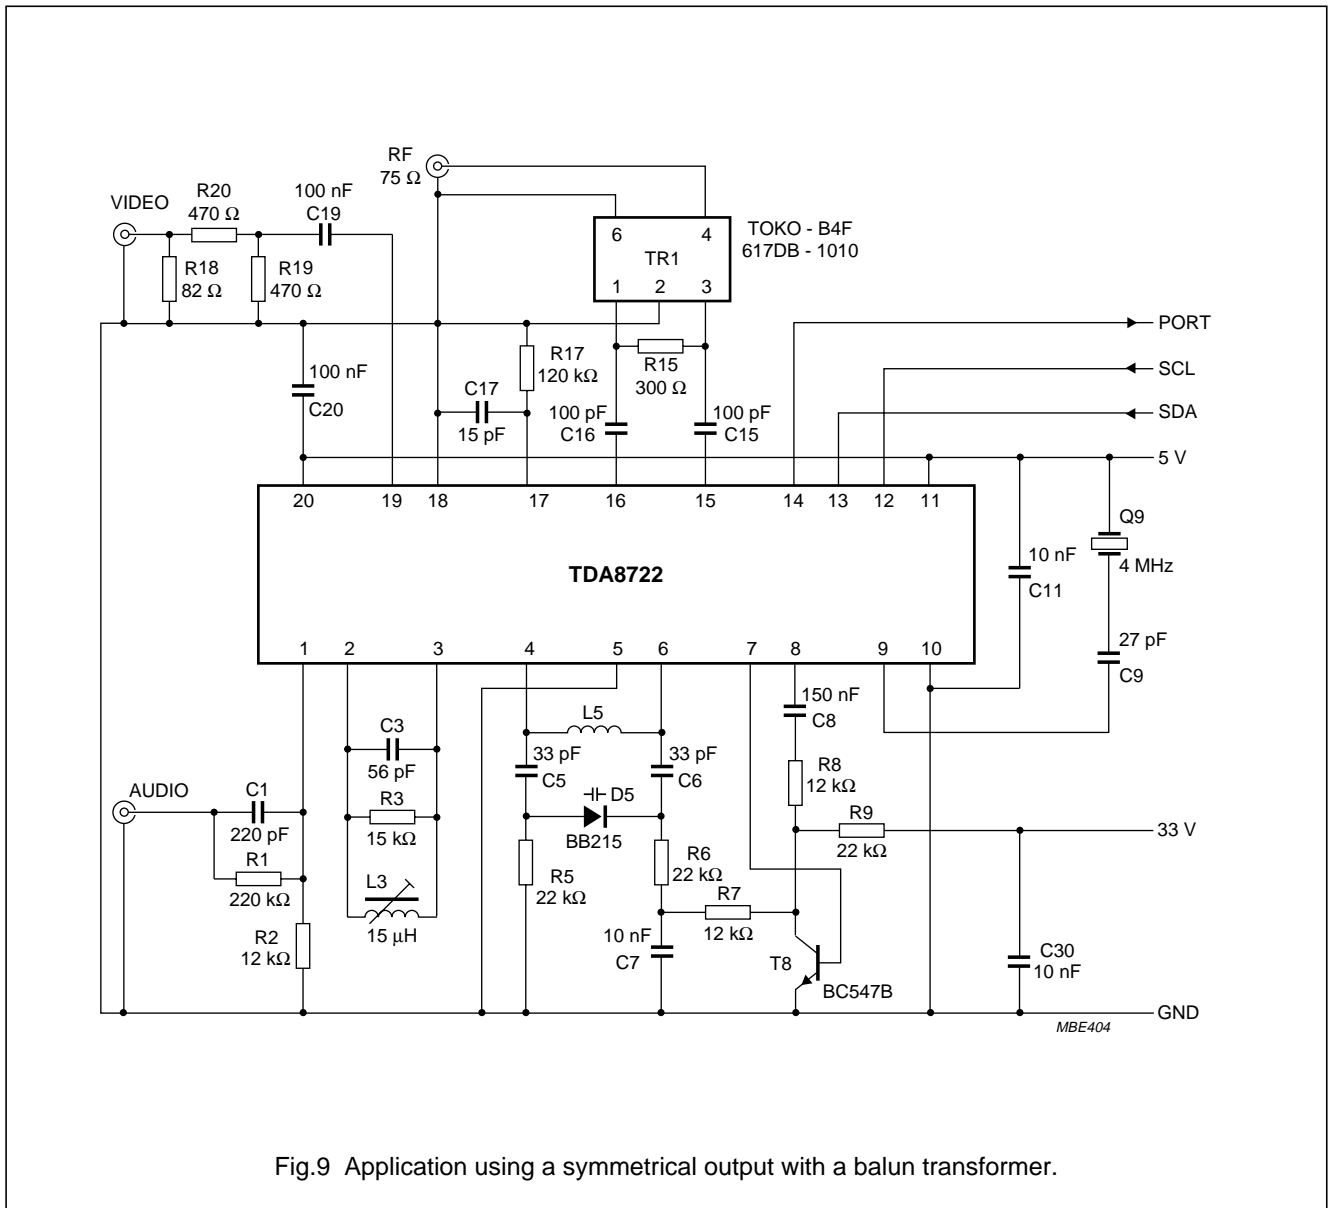 RF
75 Ω
VIDEO
R20
470 Ω
100 nF
C19
R18
82 Ω
R19
470 Ω
6
4
TR1
1
2
3
TOKO - B4F
617DB - 1010
PORT
SCL
SDA
5 V
100 nF
C20
C17
15 pF
R17
120 kΩ
R15
300 Ω
100 pF
C16
100 pF
C15
20
19
18
17
16
15
14
13
12
11
TDA8722
10 nF
C11
Q9
4 MHz
27 pF
C9
1
2
3
4
5
6
7
8
9
10
C3
56 pF
R3
15 kΩ
L3
15 μH
L5
33 pF
C5
33 pF
C6
D5
BB215
150 nF
C8
R8
12 kΩ
R9
22 kΩ
33 V
AUDIO
C1
220 pF
R1
220 kΩ
R2
12 kΩ
R5
22 kΩ
R6
22 kΩ
R7
12 kΩ
10 nF
C7
T8
BC547B
C30
10 nF
GND
MBE404
Fig.9 Application using a symmetrical output with a balun transformer.